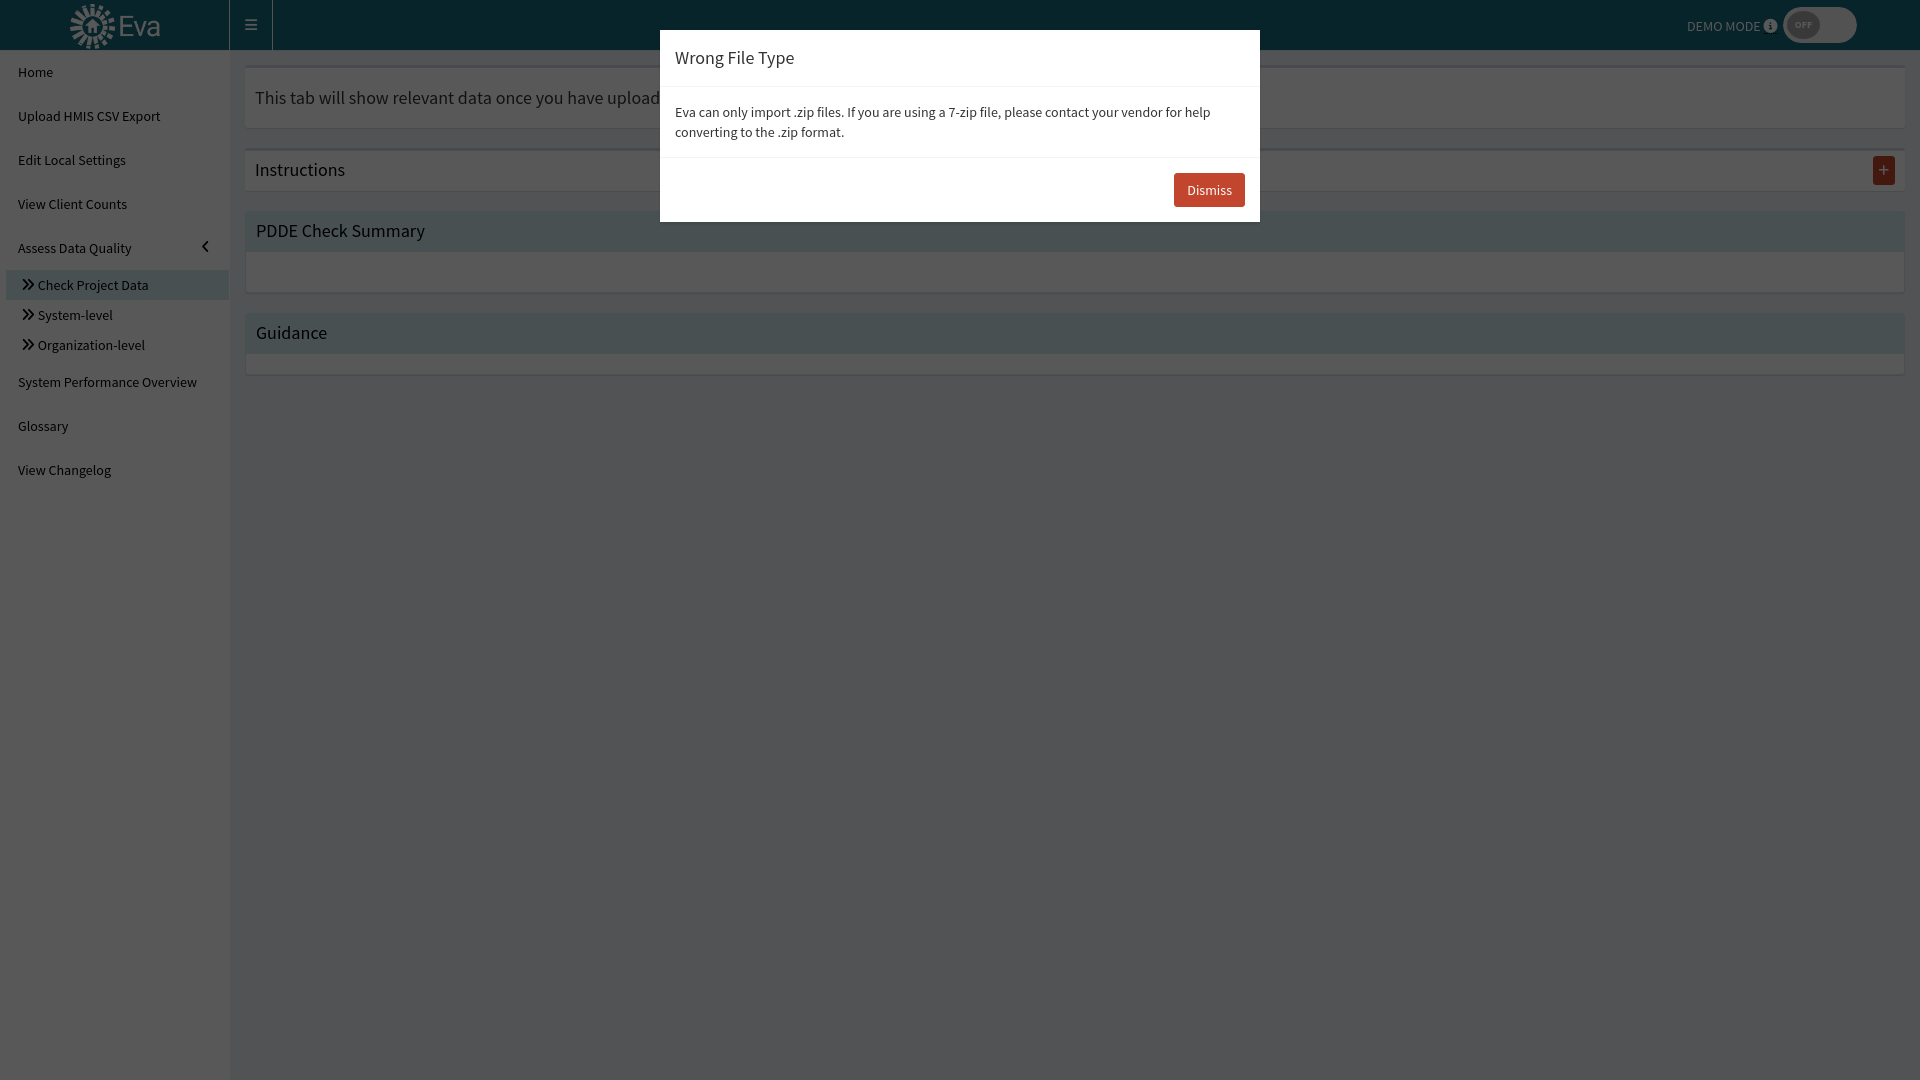 Eva
DEMO MODE
OFF
Wrong File Type
Eva can only import .zip files. If you are using a 7-zip file, please contact your vendor for help
converting to the .zip format.
Dismiss
Home
Upload HMIS CSV Export
Edit Local Settings
View Client Counts
Assess Data Quality
Check Project Data
System-level
Organization-level
System Performance Overview
Glossary
View Changelog
This tab will show relevant data once you have upload
Instructions
+
PDDE Check Summary
Guidance